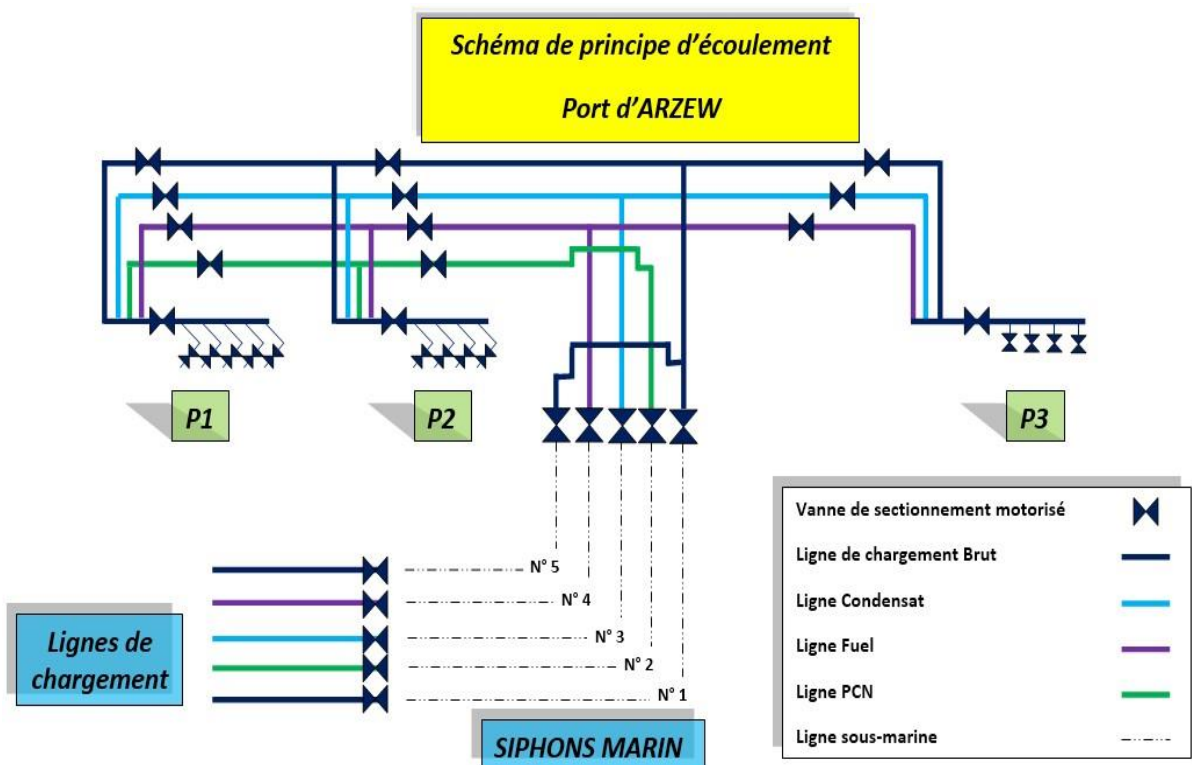 Schéma de principe d'écoulement
Port d'ARZEW
P1
P2
P3
Vanne de sectionnement motorisé
Ligne de chargement Brut
Ligne Condensat
Ligne Fuel
Ligne PCN
Ligne sous-marine
N° 5
N° 4
N° 3
N° 2
N° 1
Lignes de
chargement
SIPHONS MARIN